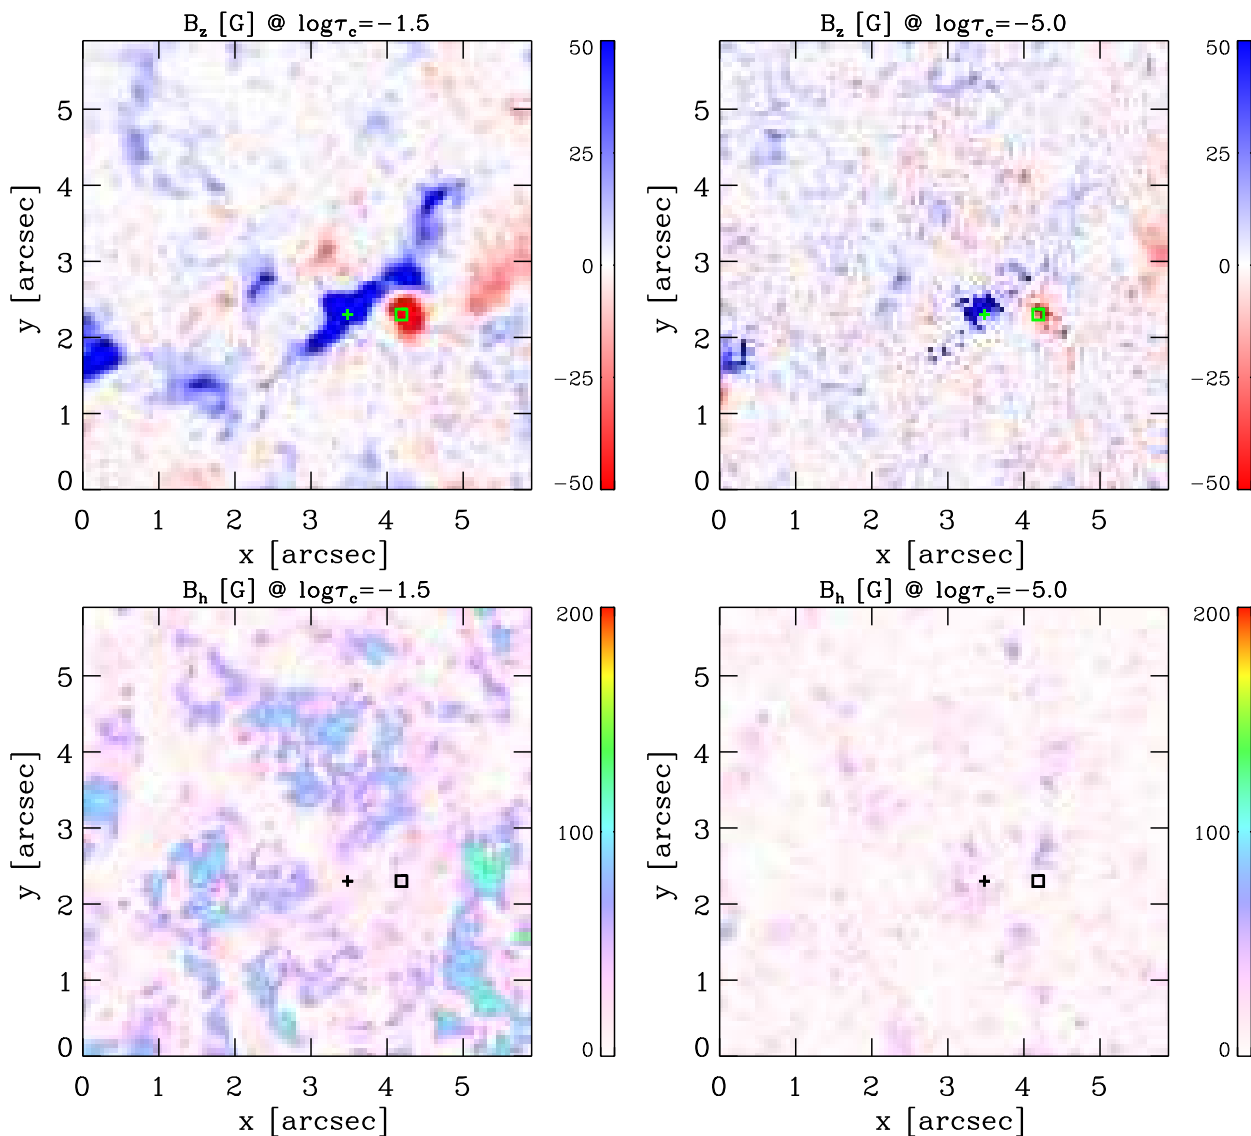 B_z [G] @ logτ_c=−1.5
B_z [G] @ logτ_c=−5.0
y [arcsec]
5
4
3
2
1
0
0 1 2 3 4 5
x [arcsec]
50
25
0
−25
−50
y [arcsec]
5
4
3
2
1
0
0 1 2 3 4 5
x [arcsec]
50
25
0
−25
−50
B_h [G] @ logτ_c=−1.5
B_h [G] @ logτ_c=−5.0
y [arcsec]
5
4
3
2
1
0
0 1 2 3 4 5
x [arcsec]
200
100
0
y [arcsec]
5
4
3
2
1
0
0 1 2 3 4 5
x [arcsec]
200
100
0